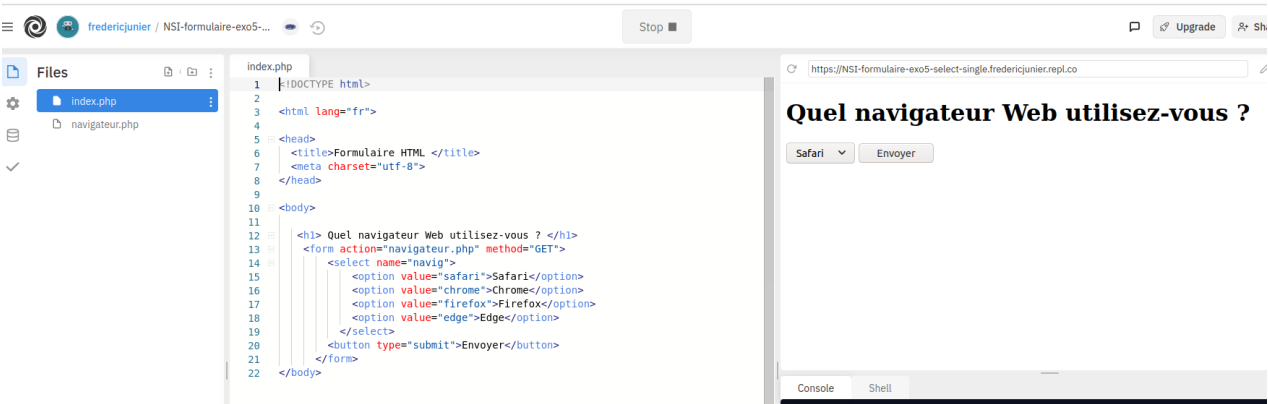 fredericjunier / NSI-formulaire-exo5-...
Stop
Upgrade
Files
index.php
navigateur.php
index.php
1 <!DOCTYPE html>
2
3 <html lang="fr">
4
5 <head>
6 <title>Formulaire HTML </title>
7 <meta charset="utf-8">
8 </head>
9
10 <body>
11
12 <h1> Quel navigateur Web utilisez-vous ? </h1>
13 <form action="navigateur.php" method="GET">
14 <select name="navig">
15 <option value="safari">Safari</option>
16 <option value="chrome">Chrome</option>
17 <option value="firefox">Firefox</option>
18 <option value="edge">Edge</option>
19 </select>
20 <button type="submit">Envoyer</button>
21 </form>
22 </body>
https://NSI-formulaire-exo5-select-single.fredericjunier.repl.co
Quel navigateur Web utilisez-vous ?
Safari Envoyer
Console Shell